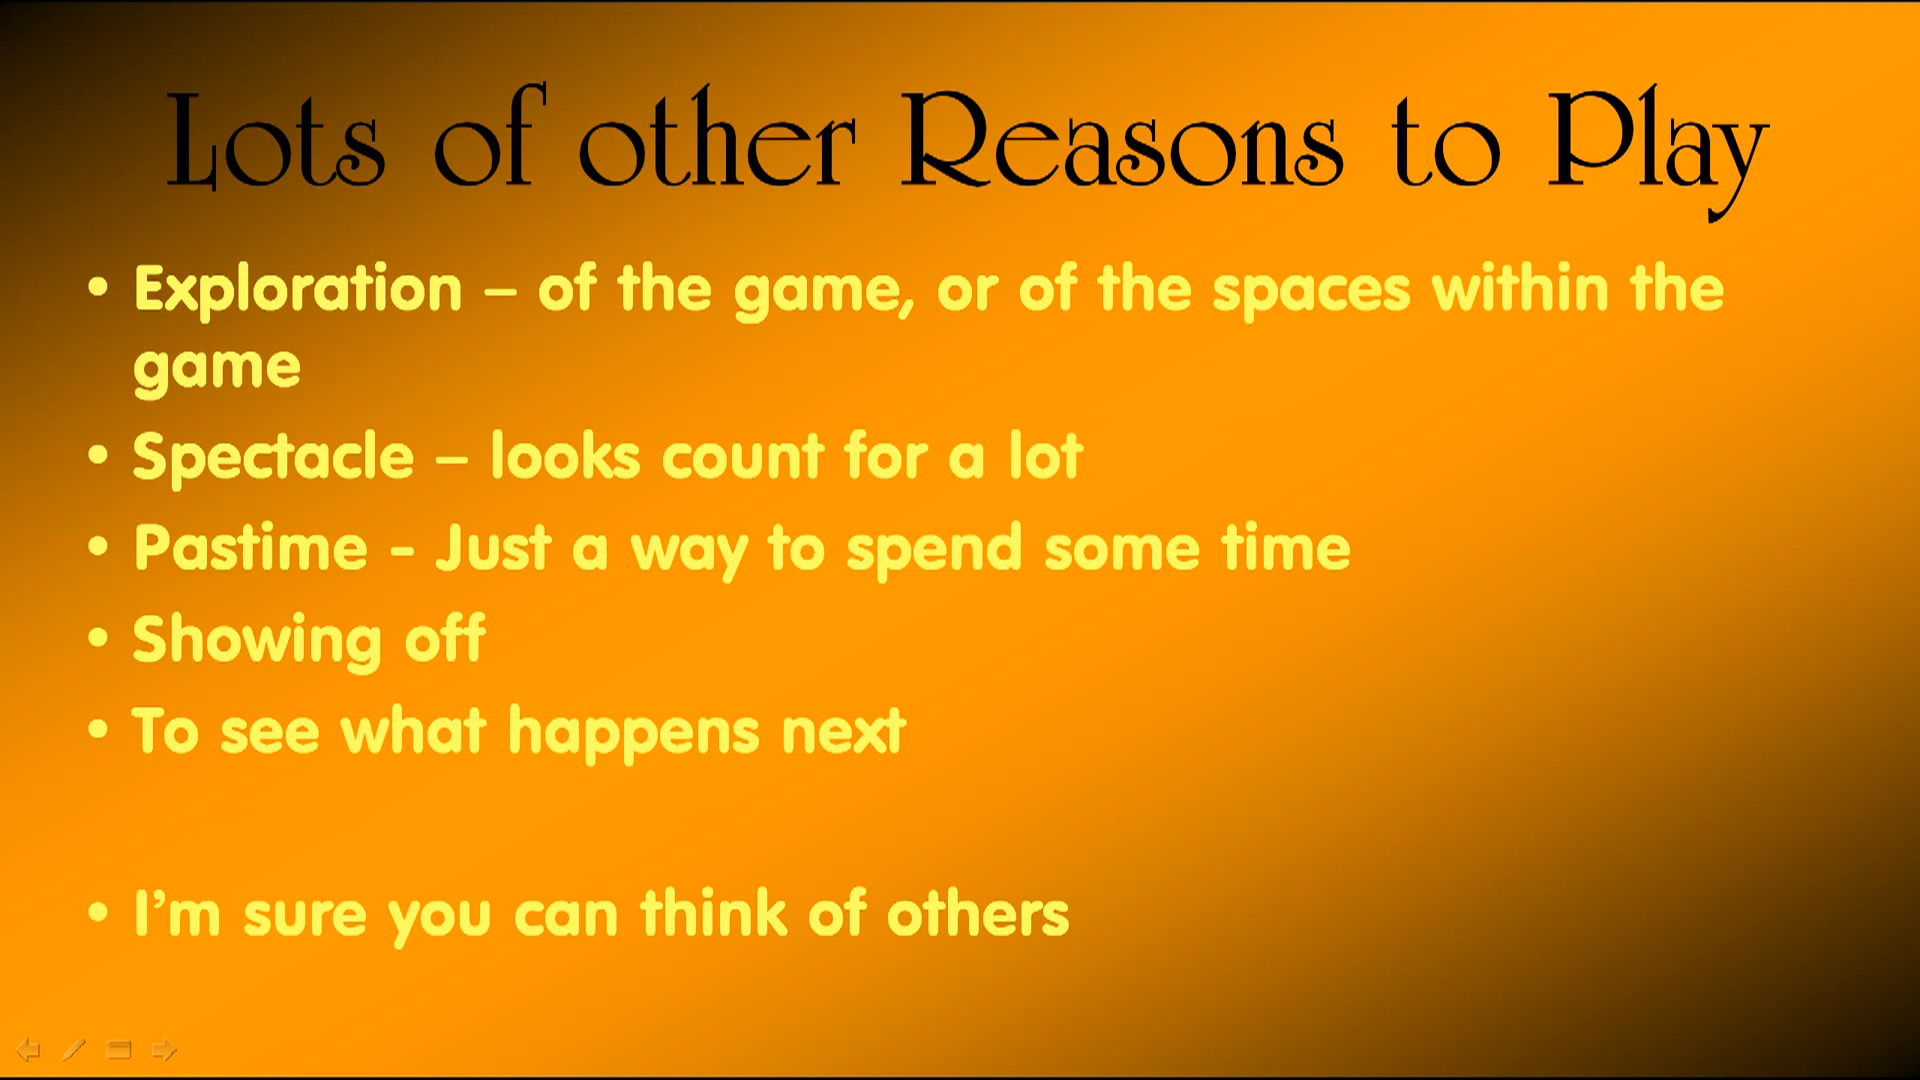 Lots of other Reasons to Play
• Exploration – of the game, or of the spaces within the
game
• Spectacle – looks count for a lot
• Pastime - Just a way to spend some time
• Showing off
• To see what happens next
• I’m sure you can think of others